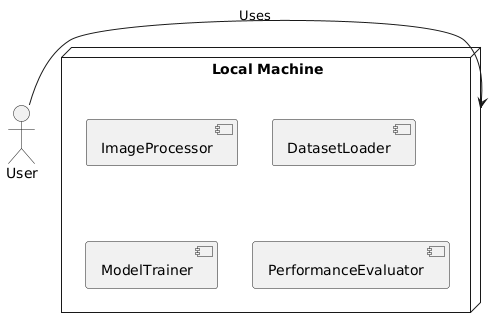 Uses
Local Machine
ImageProcessor
DatasetLoader
User
ModelTrainer
PerformanceEvaluator